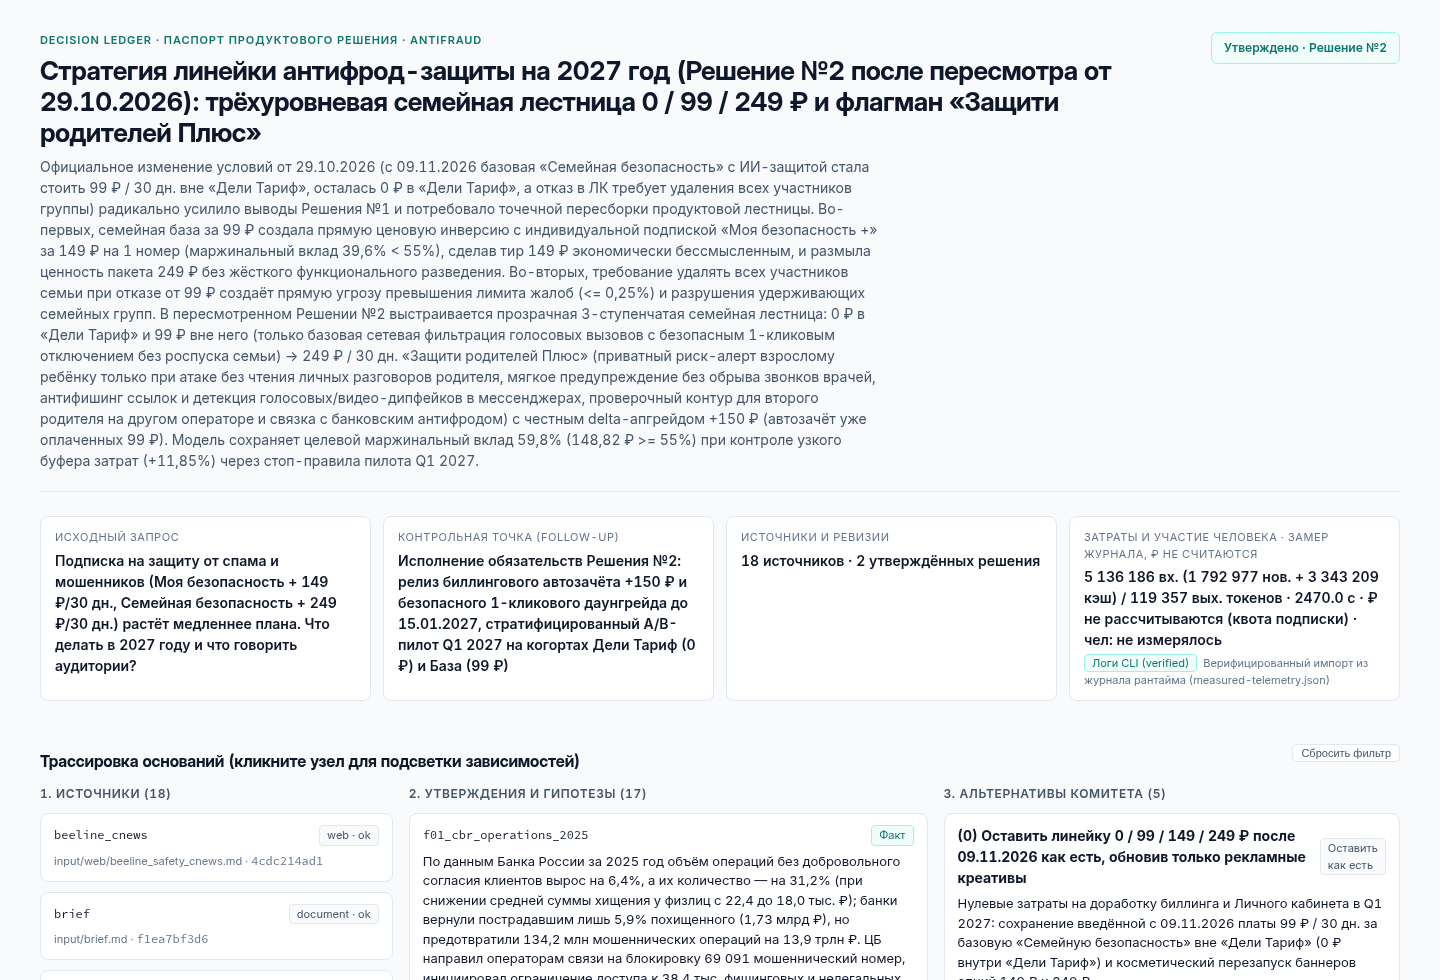 DECISION LEDGER · ПАСПОРТ ПРОДУКТОВОГО РЕШЕНИЯ · ANTIFRAUD
Утверждено · Решение №2
Стратегия линейки антифрод-защиты на 2027 год (Решение №2 после пересмотра от
29.10.2026): трёхуровневая семейная лестница 0 / 99 / 249 ₽ и флагман «Защити
родителей Плюс»
Официальное изменение условий от 29.10.2026 (с 09.11.2026 базовая «Семейная безопасность» с ИИ-защитой стала
стоить 99 ₽ / 30 дн. вне «Дели Тариф», осталась 0 ₽ в «Дели Тариф», а отказ в ЛК требует удаления всех участников
группы) радикально усилило выводы Решения №1 и потребовало точечной пересборки продуктовой лестницы. Во-
первых, семейная база за 99 ₽ создала прямую ценовую инверсию с индивидуальной подпиской «Моя безопасность +»
за 149 ₽ на 1 номер (маржинальный вклад 39,6% < 55%), сделав тир 149 ₽ экономически бессмысленным, и размыла
ценность пакета 249 ₽ без жёсткого функционального разведения. Во-вторых, требование удалять всех участников
семьи при отказе от 99 ₽ создаёт прямую угрозу превышения лимита жалоб (<= 0,25%) и разрушения удерживающих
семейных групп. В пересмотренном Решении №2 выстраивается прозрачная 3-ступенчатая семейная лестница: 0 ₽ в
«Дели Тариф» и 99 ₽ вне него (только базовая сетевая фильтрация голосовых вызовов с безопасным 1-кликовым
отключением без роспуска семьи) → 249 ₽ / 30 дн. «Защити родителей Плюс» (приватный риск-алерт взрослому
ребёнку только при атаке без чтения личных разговоров родителя, мягкое предупреждение без обрыва звонков врачей,
антифишинг ссылок и детекция голосовых/видео-дипфейков в мессенджерах, проверочный контур для второго
родителя на другом операторе и связка с банковским антифродом) с честным delta-апгрейдом +150 ₽ (автозачёт уже
оплаченных 99 ₽). Модель сохраняет целевой маржинальный вклад 59,8% (148,82 ₽ >= 55%) при контроле узкого
буфера затрат (+11,85%) через стоп-правила пилота Q1 2027.
ИСХОДНЫЙ ЗАПРОС
Подписка на защиту от спама и
мошенников (Моя безопасность + 149
₽/30 дн., Семейная безопасность + 249
₽/30 дн.) растёт медленнее плана. Что
делать в 2027 году и что говорить
аудитории?
КОНТРОЛЬНАЯ ТОЧКА (FOLLOW-UP)
Исполнение обязательств Решения №2:
релиз биллингового автозачёта +150 ₽ и
безопасного 1-кликового даунгрейда до
15.01.2027, стратифицированный A/B-
пилот Q1 2027 на когортах Дели Тариф (0
₽) и База (99 ₽)
ИСТОЧНИКИ И РЕВИЗИИ
18 источников · 2 утверждённых решения
ЗАТРАТЫ И УЧАСТИЕ ЧЕЛОВЕКА · ЗАМЕР
ЖУРНАЛА, ₽ НЕ СЧИТАЮТСЯ
5 136 186 вх. (1 792 977 нов. + 3 343 209
кэш) / 119 357 вых. токенов · 2470.0 с · ₽
не рассчитываются (квота подписки) ·
чел: не измерялось
Логи CLI (verified) Верифицированный импорт из
журнала рантайма (measured-telemetry.json)
Трассировка оснований (кликните узел для подсветки зависимостей)
Сбросить фильтр
1. ИСТОЧНИКИ (18)
beeline_cnews
web · ok
input/web/beeline_safety_cnews.md · 4cdc214ad1
brief
document · ok
input/brief.md · f1ea7bf3d6
2. УТВЕРЖДЕНИЯ И ГИПОТЕЗЫ (17)
f01_cbr_operations_2025
Факт
По данным Банка России за 2025 год объём операций без добровольного
согласия клиентов вырос на 6,4%, а их количество — на 31,2% (при
снижении средней суммы хищения у физлиц с 22,4 до 18,0 тыс. ₽); банки
вернули пострадавшим лишь 5,9% похищенного (1,73 млрд ₽), но
предотвратили 134,2 млн мошеннических операций на 13,9 трлн ₽. ЦБ
направил операторам связи на блокировку 69 091 мошеннический номер,
инициировал ограничение доступа к 38,4 тыс. фишинговых и нелегальных
3. АЛЬТЕРНАТИВЫ КОМИТЕТА (5)
(0) Оставить линейку 0 / 99 / 149 / 249 ₽ после
09.11.2026 как есть, обновив только рекламные
креативы
Оставить
как есть
Нулевые затраты на доработку биллинга и Личного кабинета в Q1
2027: сохранение введённой с 09.11.2026 платы 99 ₽ / 30 дн. за
базовую «Семейную безопасность» вне «Дели Тариф» (0 ₽
внутри «Дели Тариф») и косметический перезапуск баннеров
опций 149 ₽ и 249 ₽.